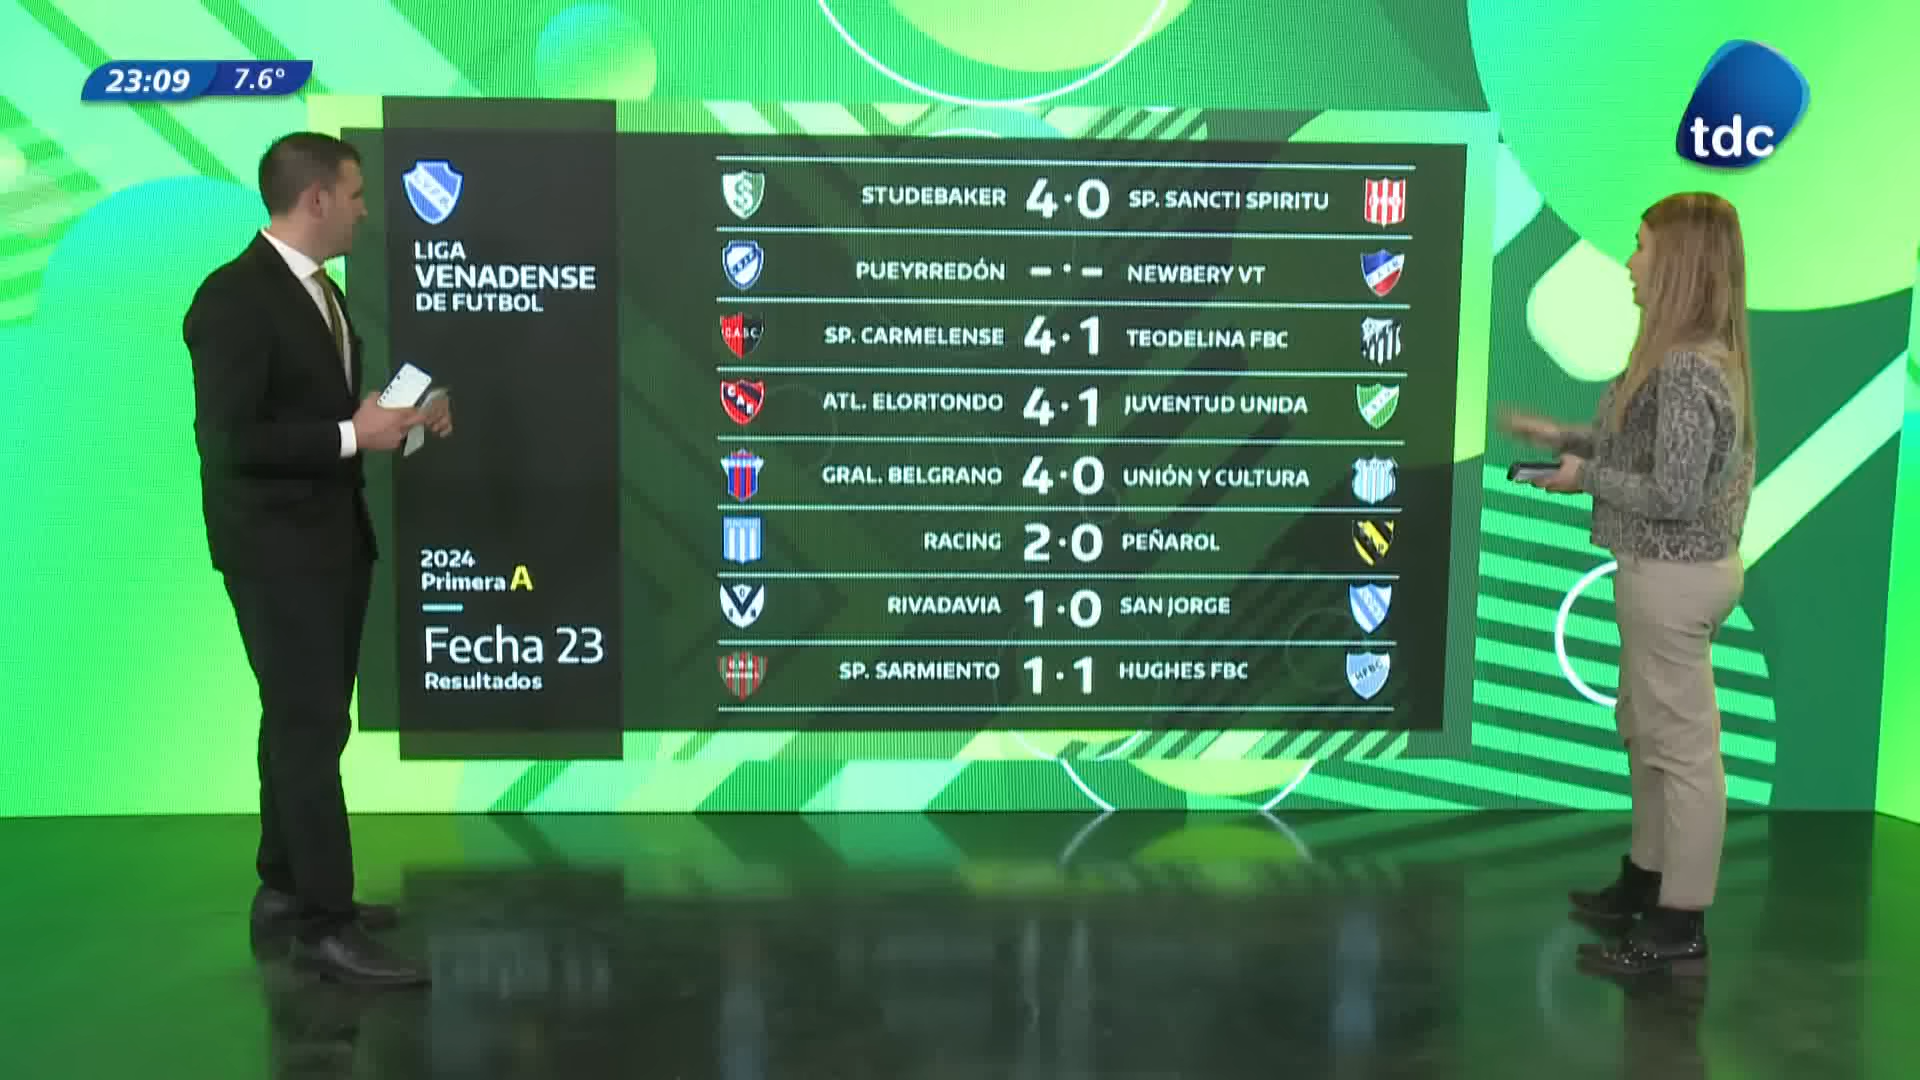 23:09 7.6°
tdc
LIGA
VENADENSE
DE FUTBOL
2024
Primera A
Fecha 23
Resultados
STUDEBAKER 4·0 SP. SANCTI SPIRITU
PUEYRREDÓN -·- NEWBERY VT
SP. CARMELENSE 4·1 TEODELINA FBC
ATL. ELORTONDO 4·1 JUVENTUD UNIDA
GRAL. BELGRANO 4·0 UNIÓN Y CULTURA
RACING 2·0 PEÑAROL
RIVADAVIA 1·0 SAN JORGE
SP. SARMIENTO 1·1 HUGHES FBC